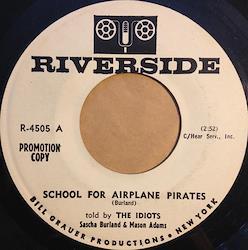 RIVERSIDE
R-4505 A
(2:52)
C/Hear Serv., Inc.
PROMOTION
COPY
SCHOOL FOR AIRPLANE PIRATES
(Burland)
told by THE IDIOTS
Sascha Burland & Mason Adams
BILL GRAUER PRODUCTIONS • NEW YORK